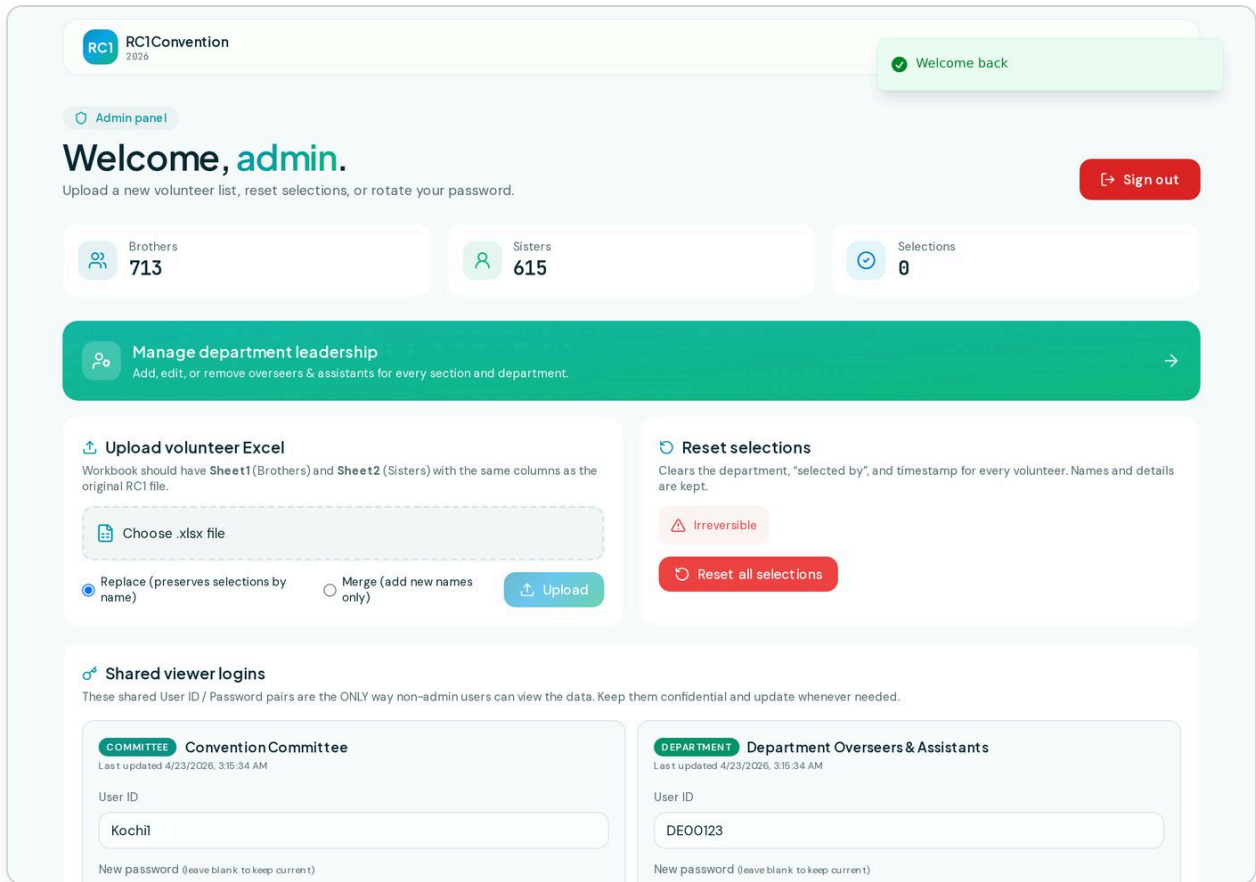 RC1
RC1Convention
2026
Welcome back
Admin panel
Welcome, admin.
Upload a new volunteer list, reset selections, or rotate your password.
Sign out
Brothers
713
Sisters
615
Selections
0
Manage department leadership
Add, edit, or remove overseers & assistants for every section and department.
Upload volunteer Excel
Workbook should have Sheet1 (Brothers) and Sheet2 (Sisters) with the same columns as the
original RC1 file.
Choose .xlsx file
Replace (preserves selections by
name)
Merge (add new names
only)
Upload
Reset selections
Clears the department, “selected by”, and timestamp for every volunteer. Names and details
are kept.
Irreversible
Reset all selections
Shared viewer logins
These shared User ID / Password pairs are the ONLY way non-admin users can view the data. Keep them confidential and update whenever needed.
COMMITTEE Convention Committee
Last updated 4/23/2026, 3:15:34 AM
User ID
Kochi1
New password (leave blank to keep current)
DEPARTMENT Department Overseers & Assistants
Last updated 4/23/2026, 3:15:34 AM
User ID
DE00123
New password (leave blank to keep current)